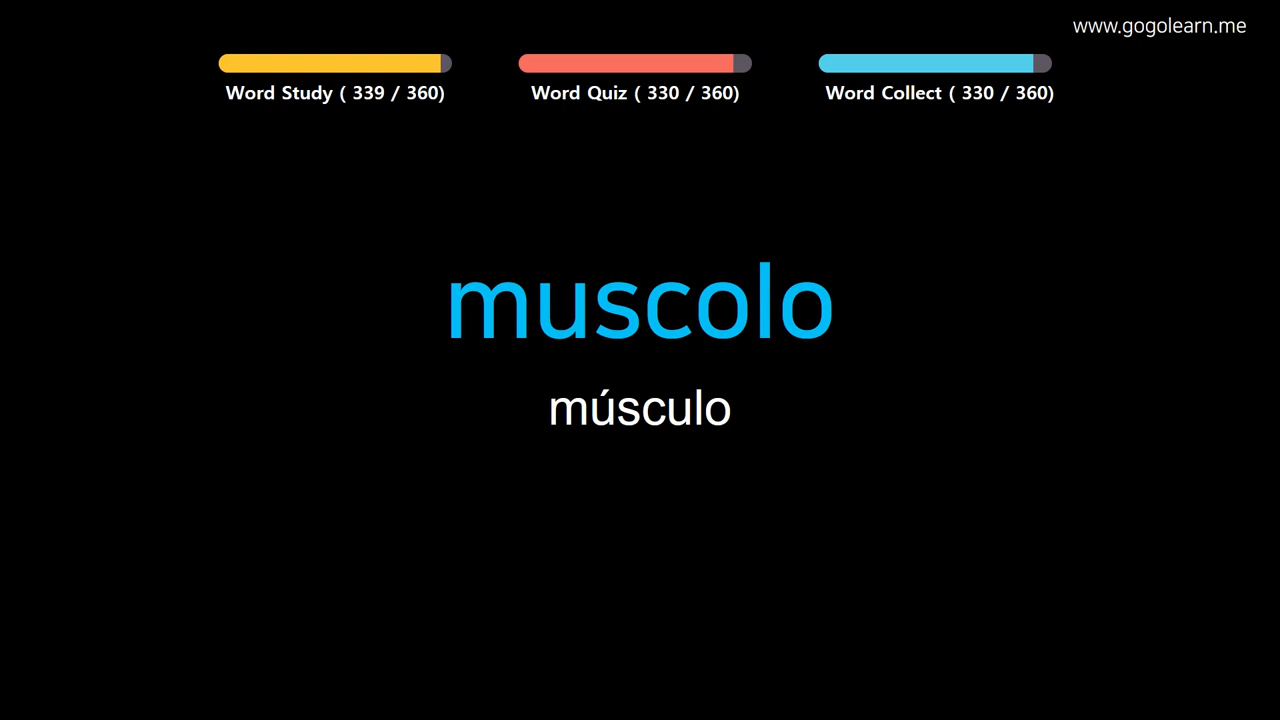 www.gogolearn.me
Word Study ( 339 / 360)
Word Quiz ( 330 / 360)
Word Collect ( 330 / 360)
muscolo
músculo